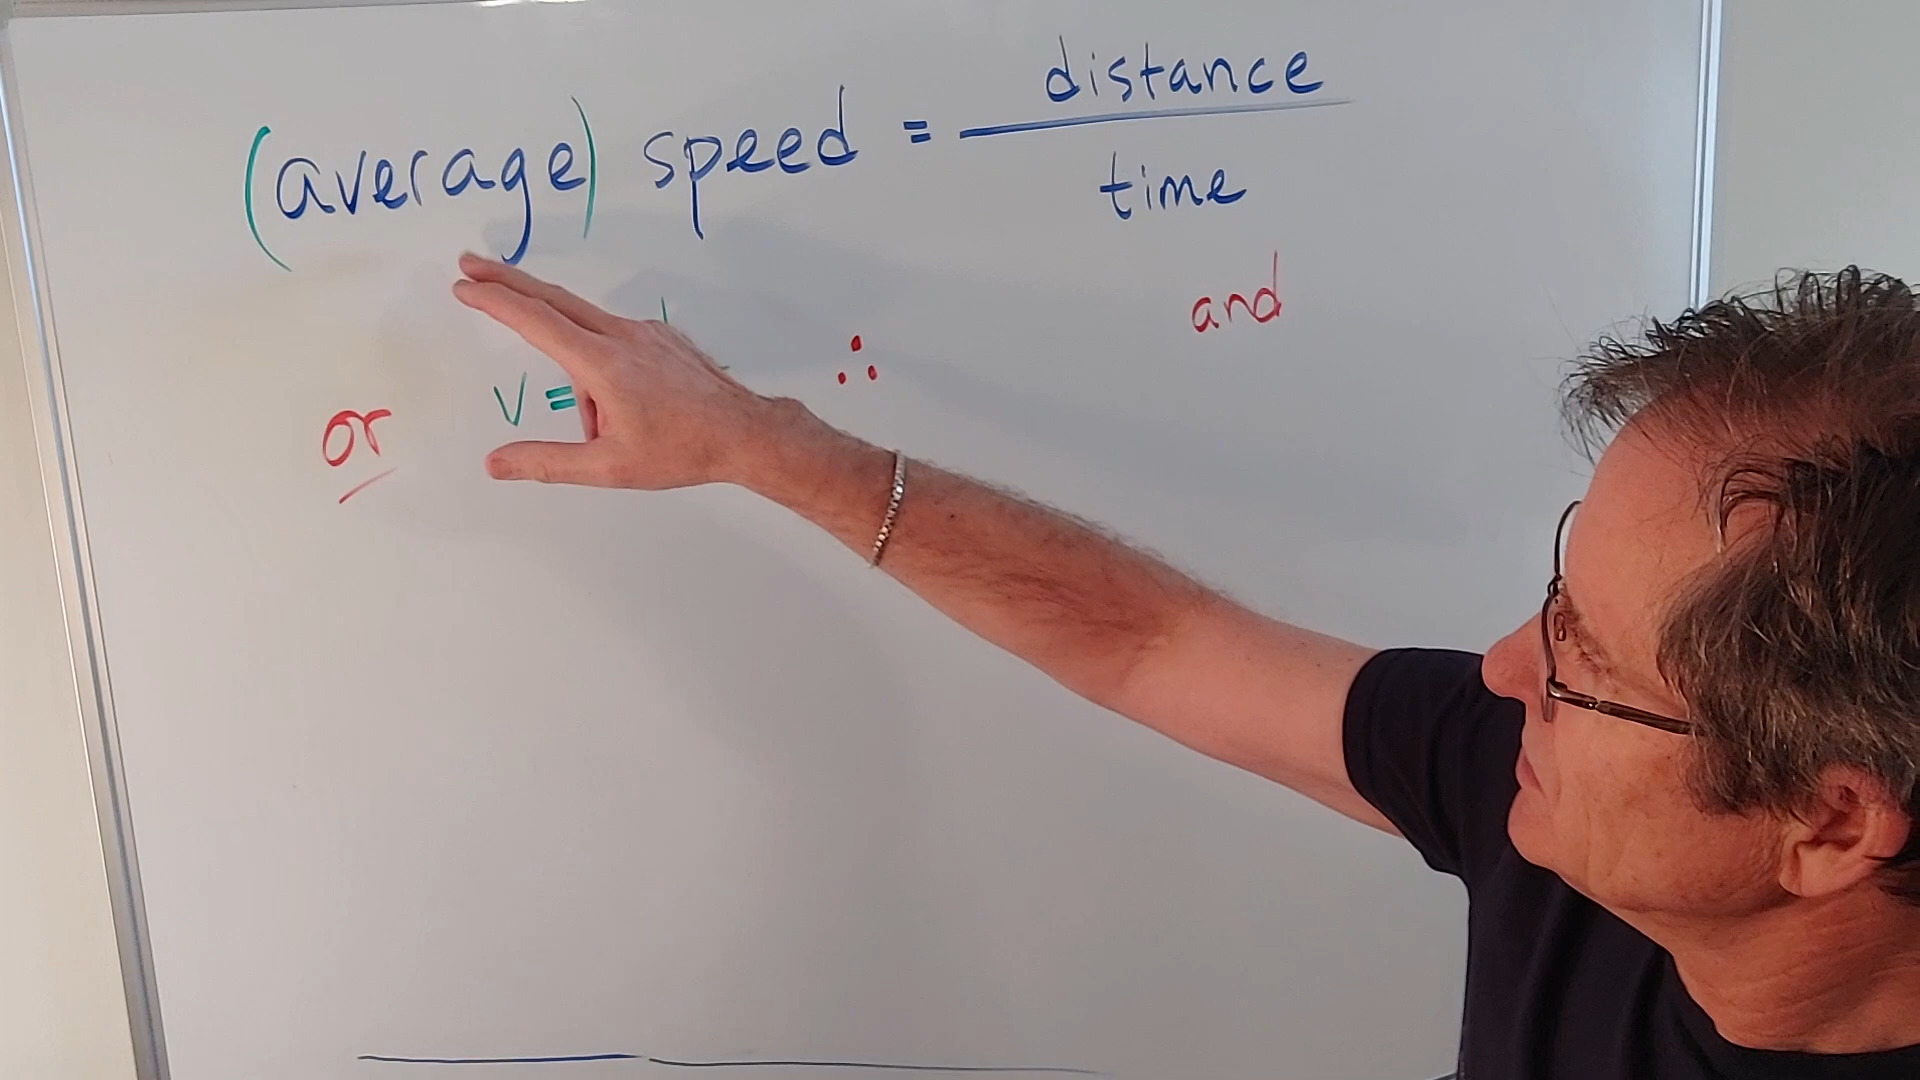 (average) speed = distance
time
and
or v = ∴